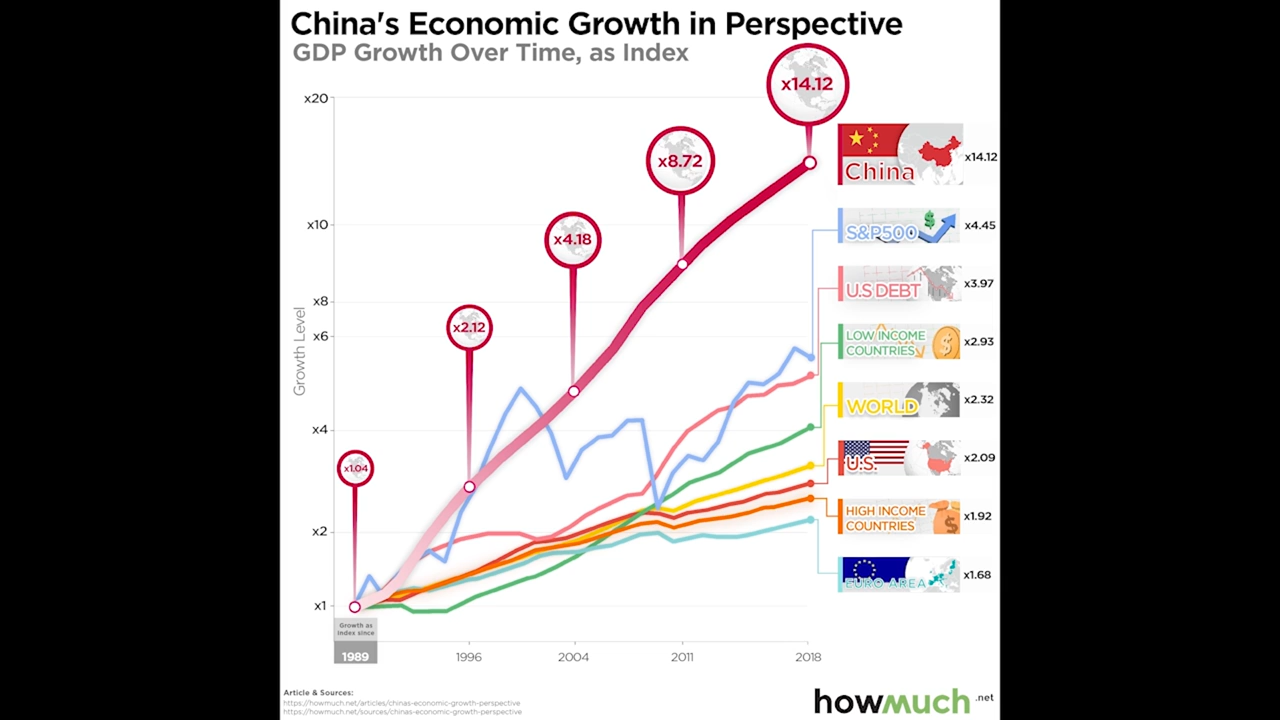 China's Economic Growth in Perspective
GDP Growth Over Time, as Index
x20
x10
x8
x6
x4
x2
x1
Growth Level
x1.04
x2.12
x4.18
x8.72
x14.12
China
x14.12
S&P500
x4.45
U.S DEBT
x3.97
LOW INCOME
COUNTRIES
x2.93
WORLD
x2.32
U.S.
x2.09
HIGH INCOME
COUNTRIES
x1.92
EURO AREA
x1.68
Growth as
index since
1989
1996
2004
2011
2018
Article & Sources:
https://howmuch.net/articles/chinas-economic-growth-perspective
https://howmuch.net/sources/chinas-economic-growth-perspective
howmuch.net